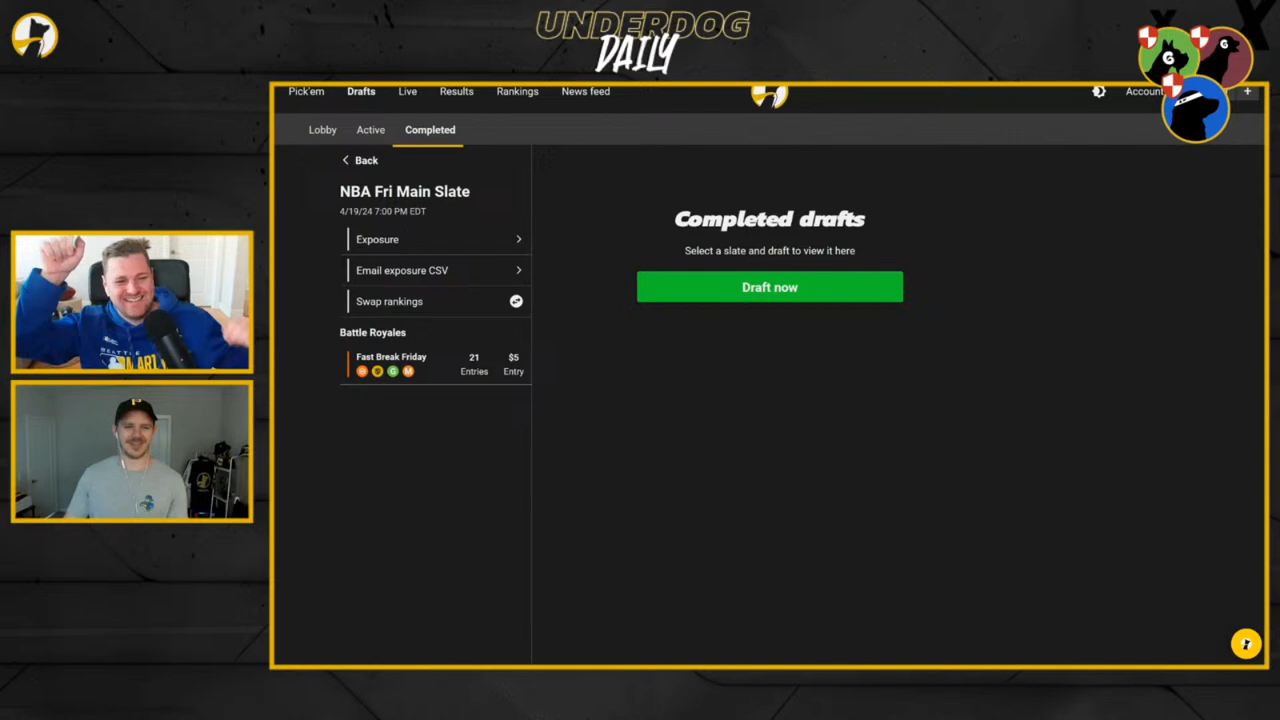 UNDERDOG
DAILY
Pick'em Drafts Live Results Rankings News feed Account +
Lobby Active Completed
Back
NBA Fri Main Slate
4/19/24 7:00 PM EDT
Exposure
Email exposure CSV
Swap rankings
Battle Royales
Fast Break Friday 21 $5
G M Entries Entry
Completed drafts
Select a slate and draft to view it here
Draft now
G G
SEATTLE